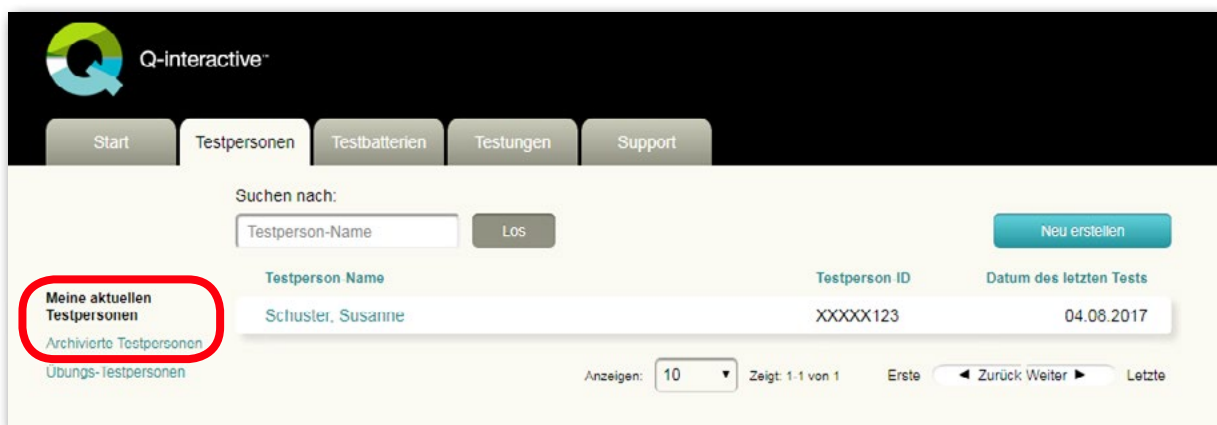 Q-interactive™
Start Testpersonen Testbatterien Testungen Support
Suchen nach:
Testperson-Name Los Neu erstellen
Testperson-Name Testperson-ID Datum des letzten Tests
Meine aktuellen
Testpersonen
Schuster, Susanne XXXXX123 04.08.2017
Archivierte Testpersonen
Übungs-Testpersonen
Anzeigen: 10 ▼ Zeigt: 1-1 von 1 Erste ◄ Zurück Weiter ► Letzte